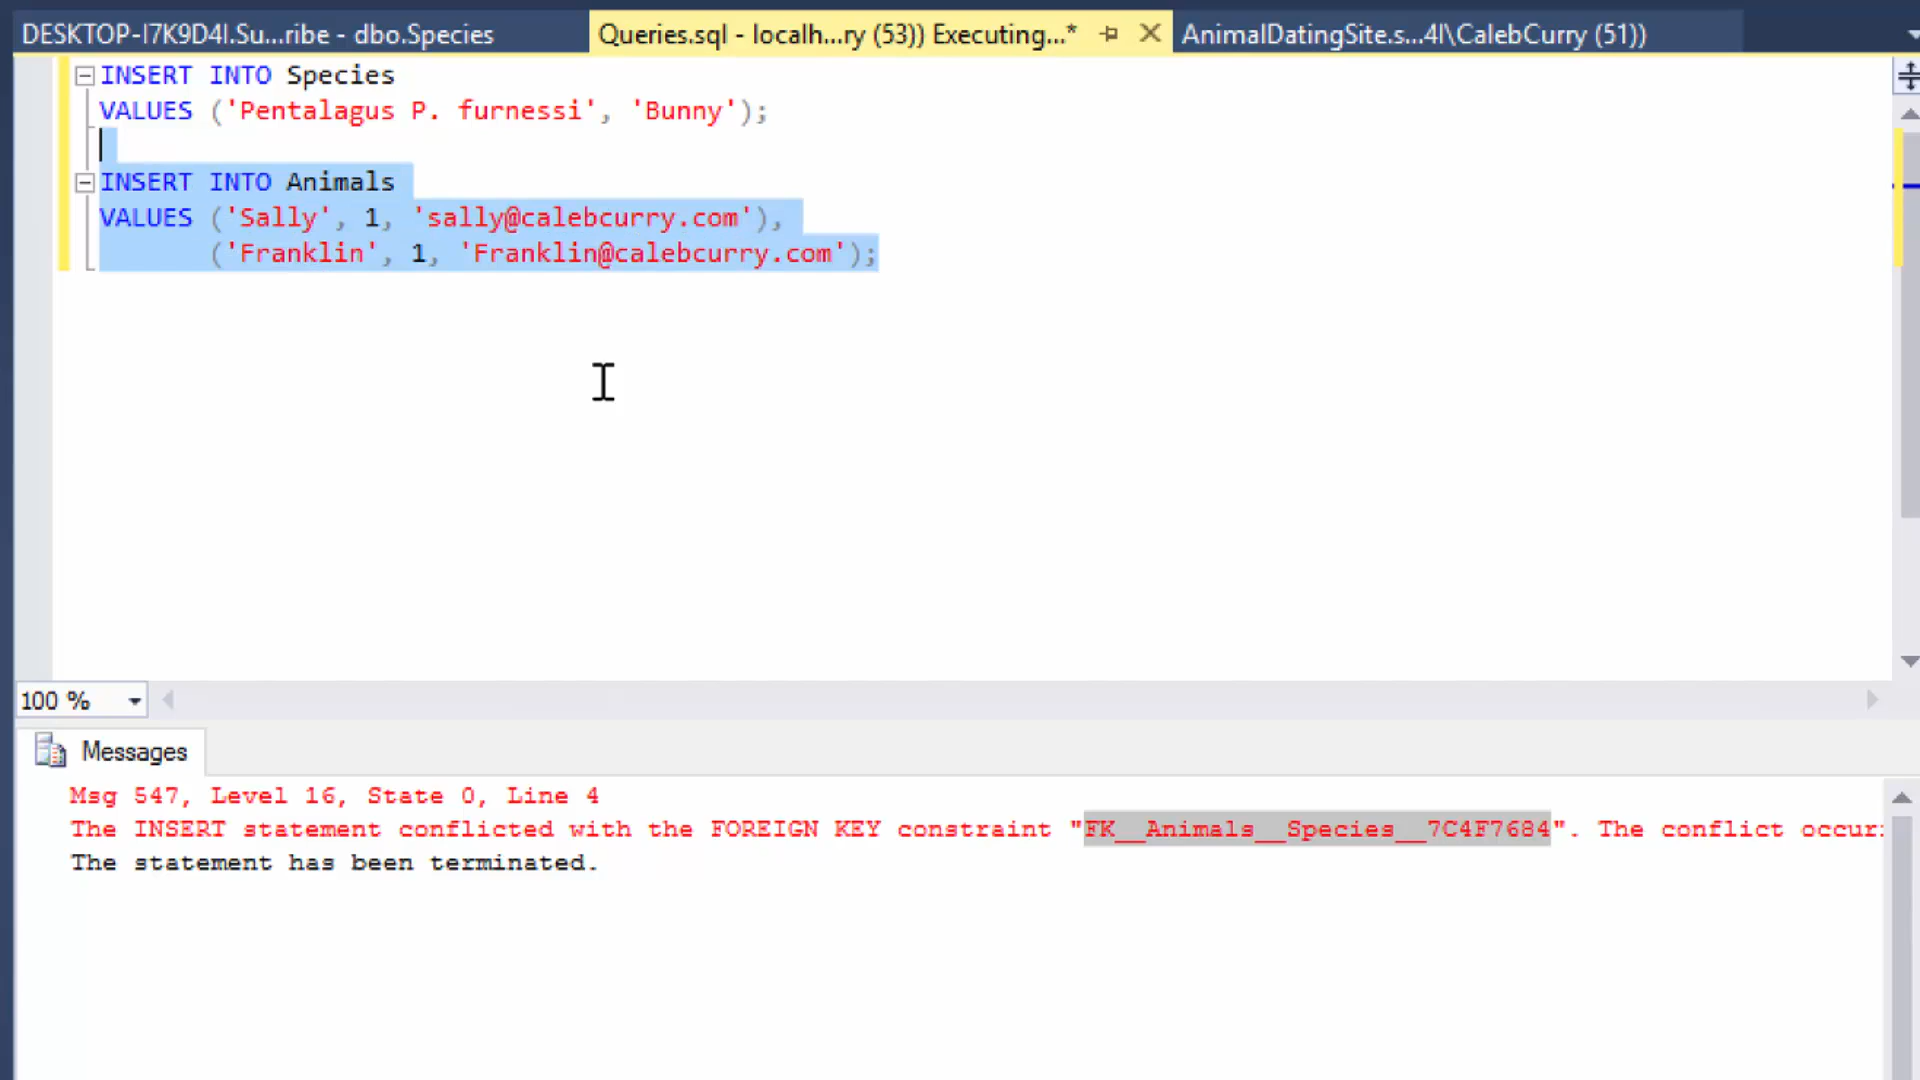 DESKTOP-I7K9D4I.Su...ribe - dbo.Species
Queries.sql - localh...ry (53)) Executing...*
AnimalDatingSite.s...4I\CalebCurry (51))
INSERT INTO Species
VALUES ('Pentalagus P. furnessi', 'Bunny');
INSERT INTO Animals
VALUES ('Sally', 1, 'sally@calebcurry.com'),
('Franklin', 1, 'Franklin@calebcurry.com');
100 %
Messages
Msg 547, Level 16, State 0, Line 4
The INSERT statement conflicted with the FOREIGN KEY constraint "FK__Animals__Species__7C4F7684". The conflict
The statement has been terminated.